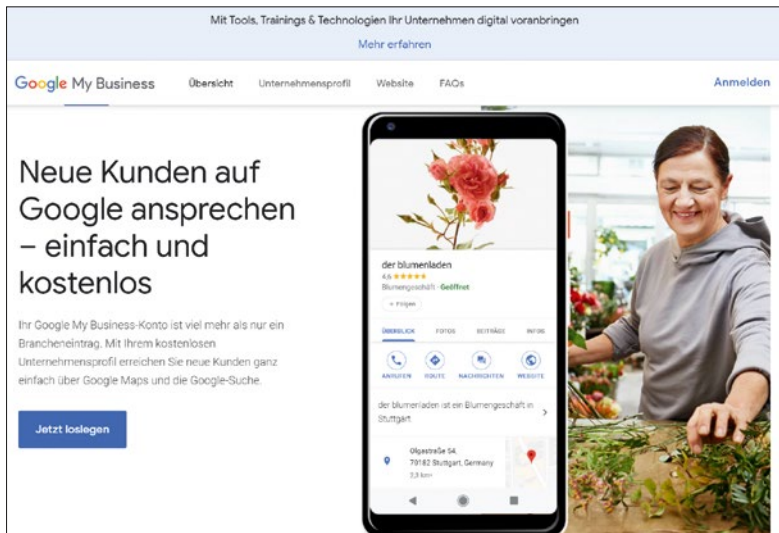 Mit Tools, Trainings & Technologien Ihr Unternehmen digital voranbringen
Mehr erfahren
Google My Business
Übersicht
Unternehmensprofil
Website
FAQs
Anmelden
Neue Kunden auf
Google ansprechen
– einfach und
kostenlos
Ihr Google My Business-Konto ist viel mehr als nur ein
Brancheneintrag. Mit Ihrem kostenlosen
Unternehmensprofil erreichen Sie neue Kunden ganz
einfach über Google Maps und die Google-Suche.
Jetzt loslegen
der blumenladen
4,6 ★★★★★
Blumengeschäft · Geöffnet
+ Folgen
ÜBERBLICK
FOTOS
BEITRÄGE
INFOS
ANRUFEN
ROUTE
NACHRICHTEN
WEBSITE
der blumenladen ist ein Blumengeschäft in
Stuttgart
Olgastraße 54,
70182 Stuttgart, Germany